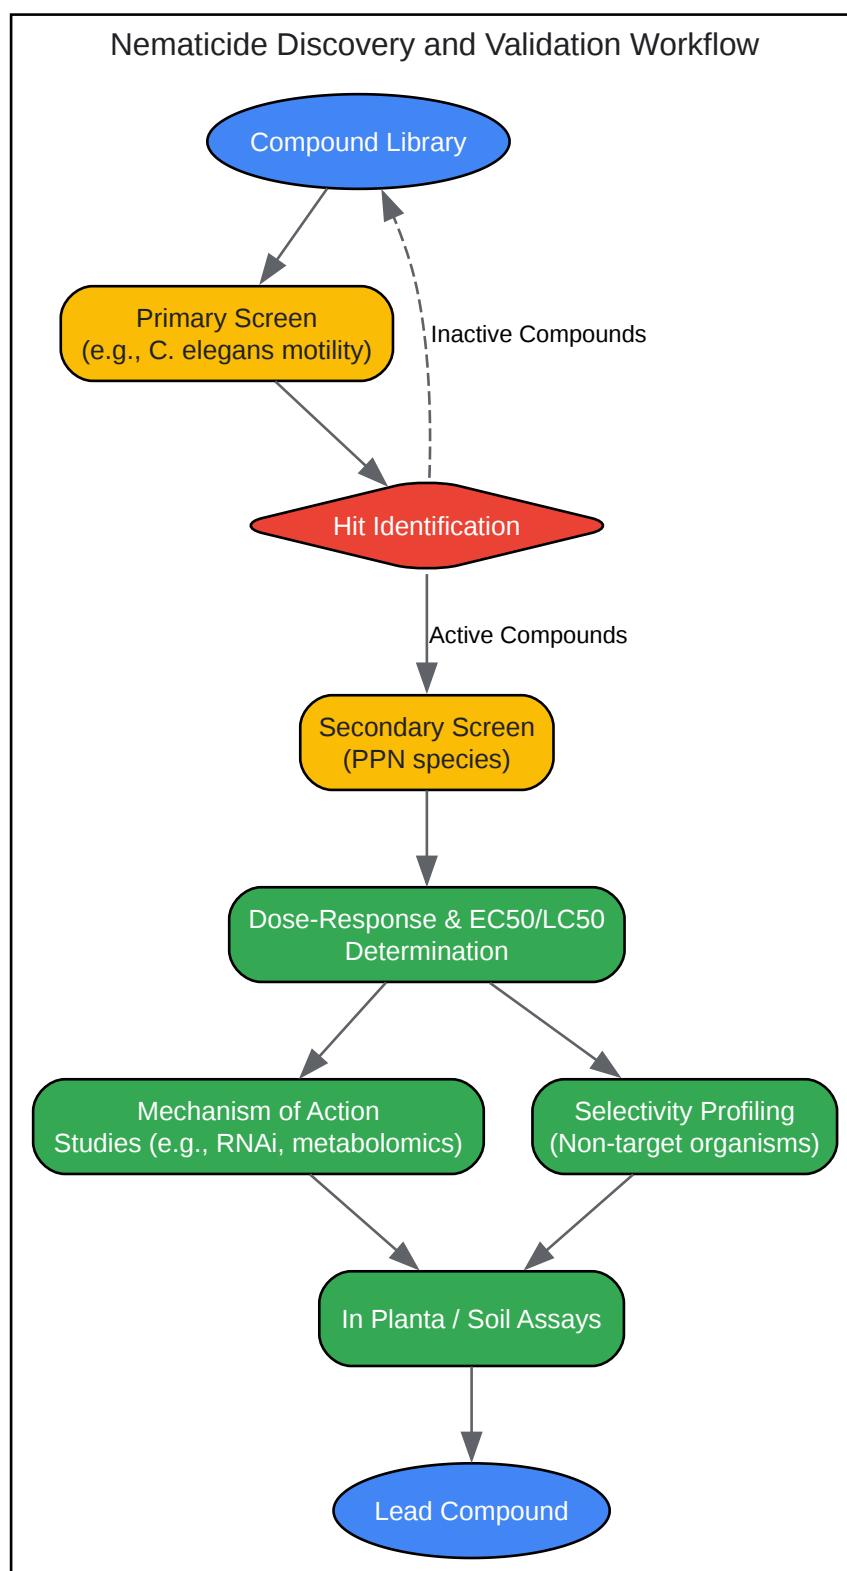 Nematicide Discovery and Validation Workflow
Compound Library
Primary Screen
(e.g., C. elegans motility)
Inactive Compounds
Hit Identification
Active Compounds
Secondary Screen
(PPN species)
Dose-Response & EC50/LC50
Determination
Mechanism of Action
Studies (e.g., RNAi, metabolomics)
Selectivity Profiling
(Non-target organisms)
In Planta / Soil Assays
Lead Compound